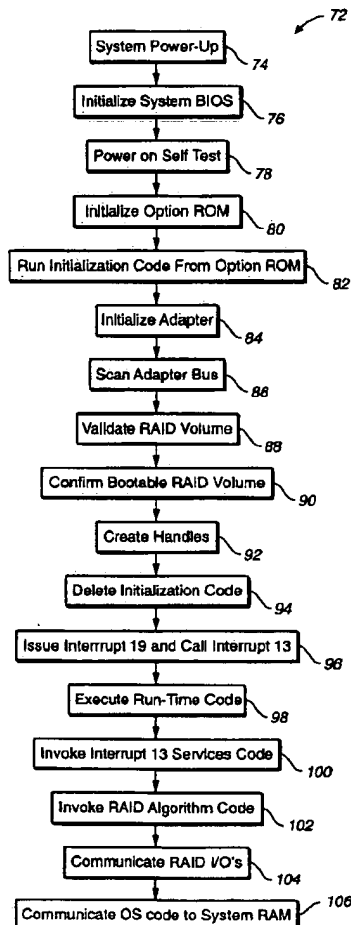 72
System Power-Up
74
Initialize System BIOS
76
Power on Self Test
78
Initialize Option ROM
80
Run Initialization Code From Option ROM
82
Initialize Adapter
84
Scan Adapter Bus
86
Validate RAID Volume
88
Confirm Bootable RAID Volume
90
Create Handles
92
Delete Initialization Code
94
Issue Interrrupt 19 and Call Interrupt 13
96
Execute Run-Time Code
98
Invoke Interrupt 13 Services Code
100
Invoke RAID Algorithm Code
102
Communicate RAID I/O's
104
Communicate OS code to System RAM
106